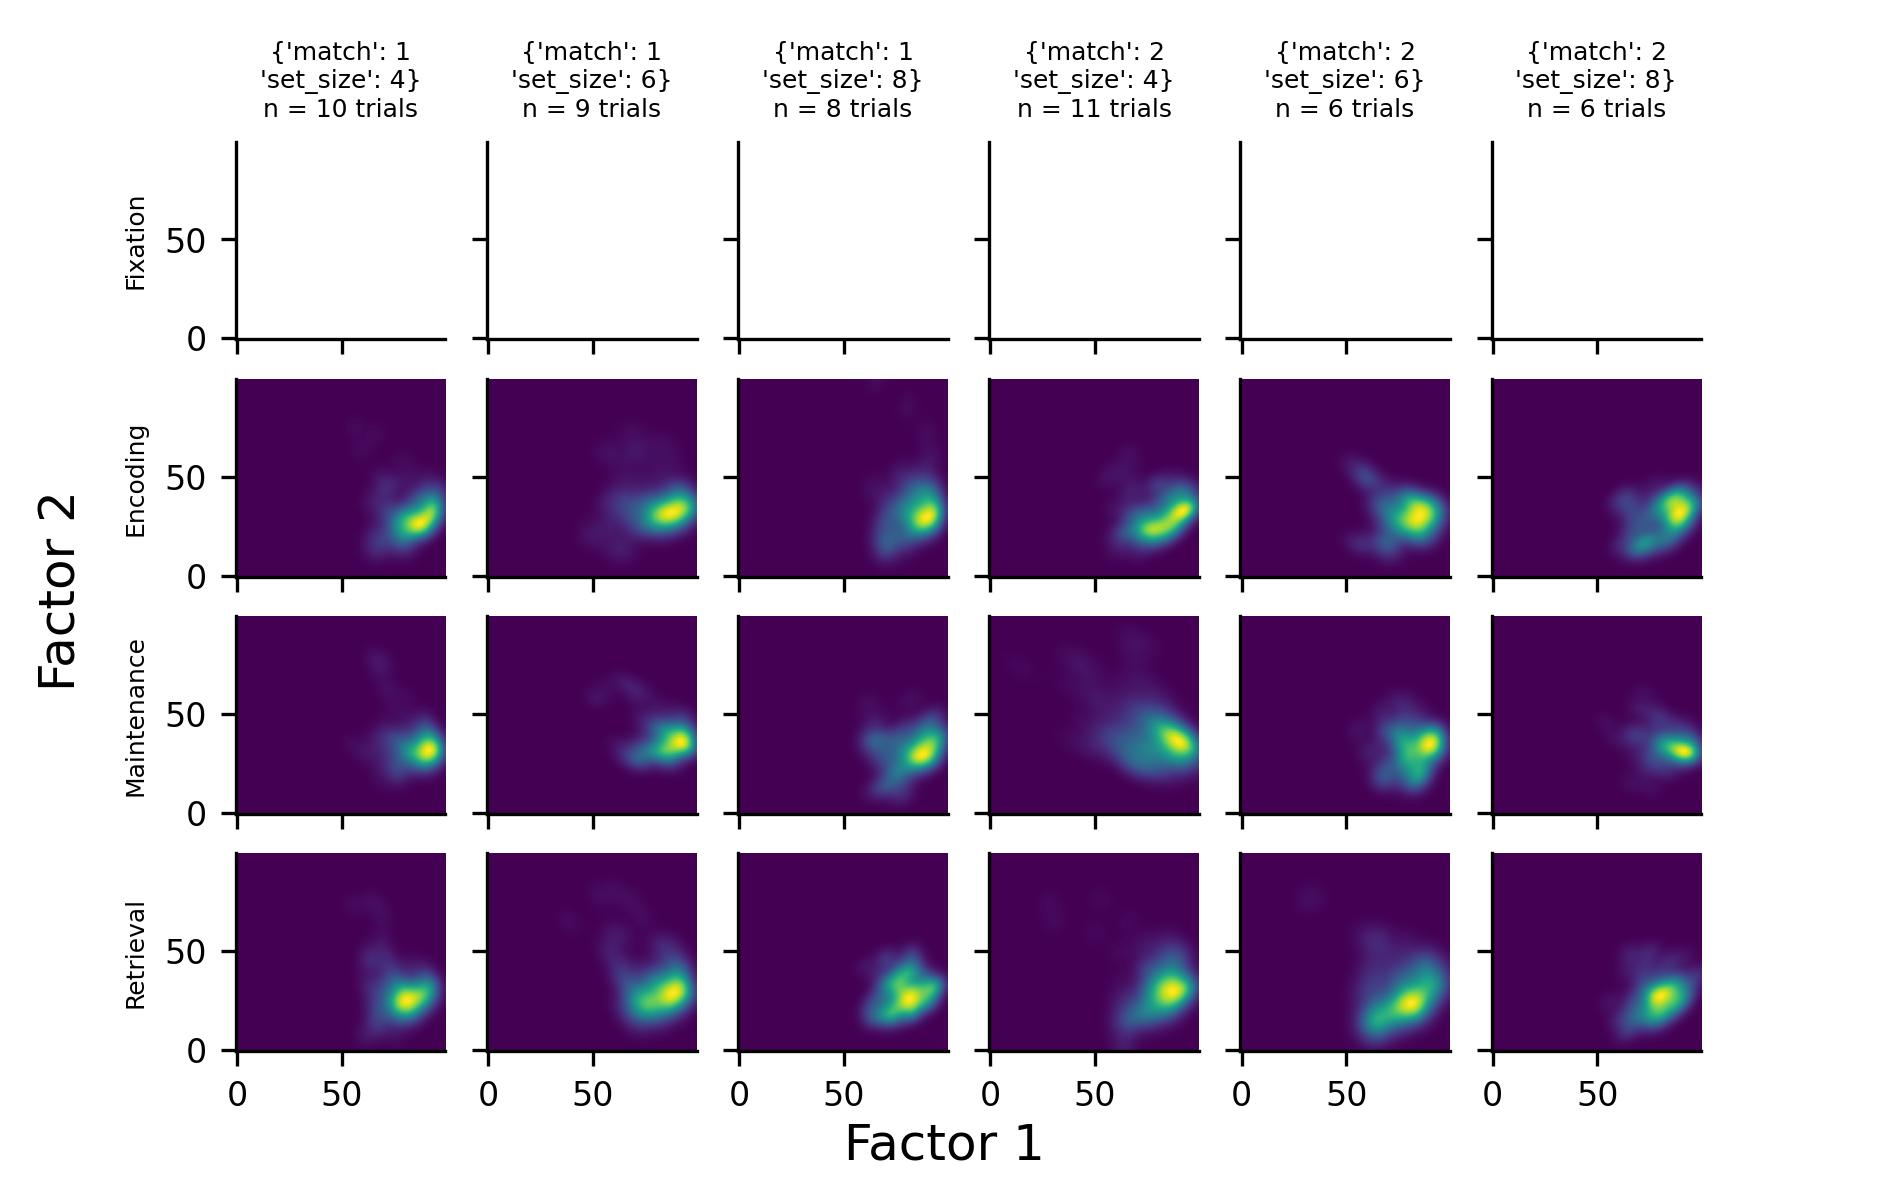 {'match': 1
'set_size': 4}
n = 10 trials
{'match': 1
'set_size': 6}
n = 9 trials
{'match': 1
'set_size': 8}
n = 8 trials
{'match': 2
'set_size': 4}
n = 11 trials
{'match': 2
'set_size': 6}
n = 6 trials
{'match': 2
'set_size': 8}
n = 6 trials
Factor 2
Fixation
50
0
Encoding
50
0
Maintenance
50
0
Retrieval
50
0
0 50 0 50 0 50 0 50 0 50 0 50
Factor 1